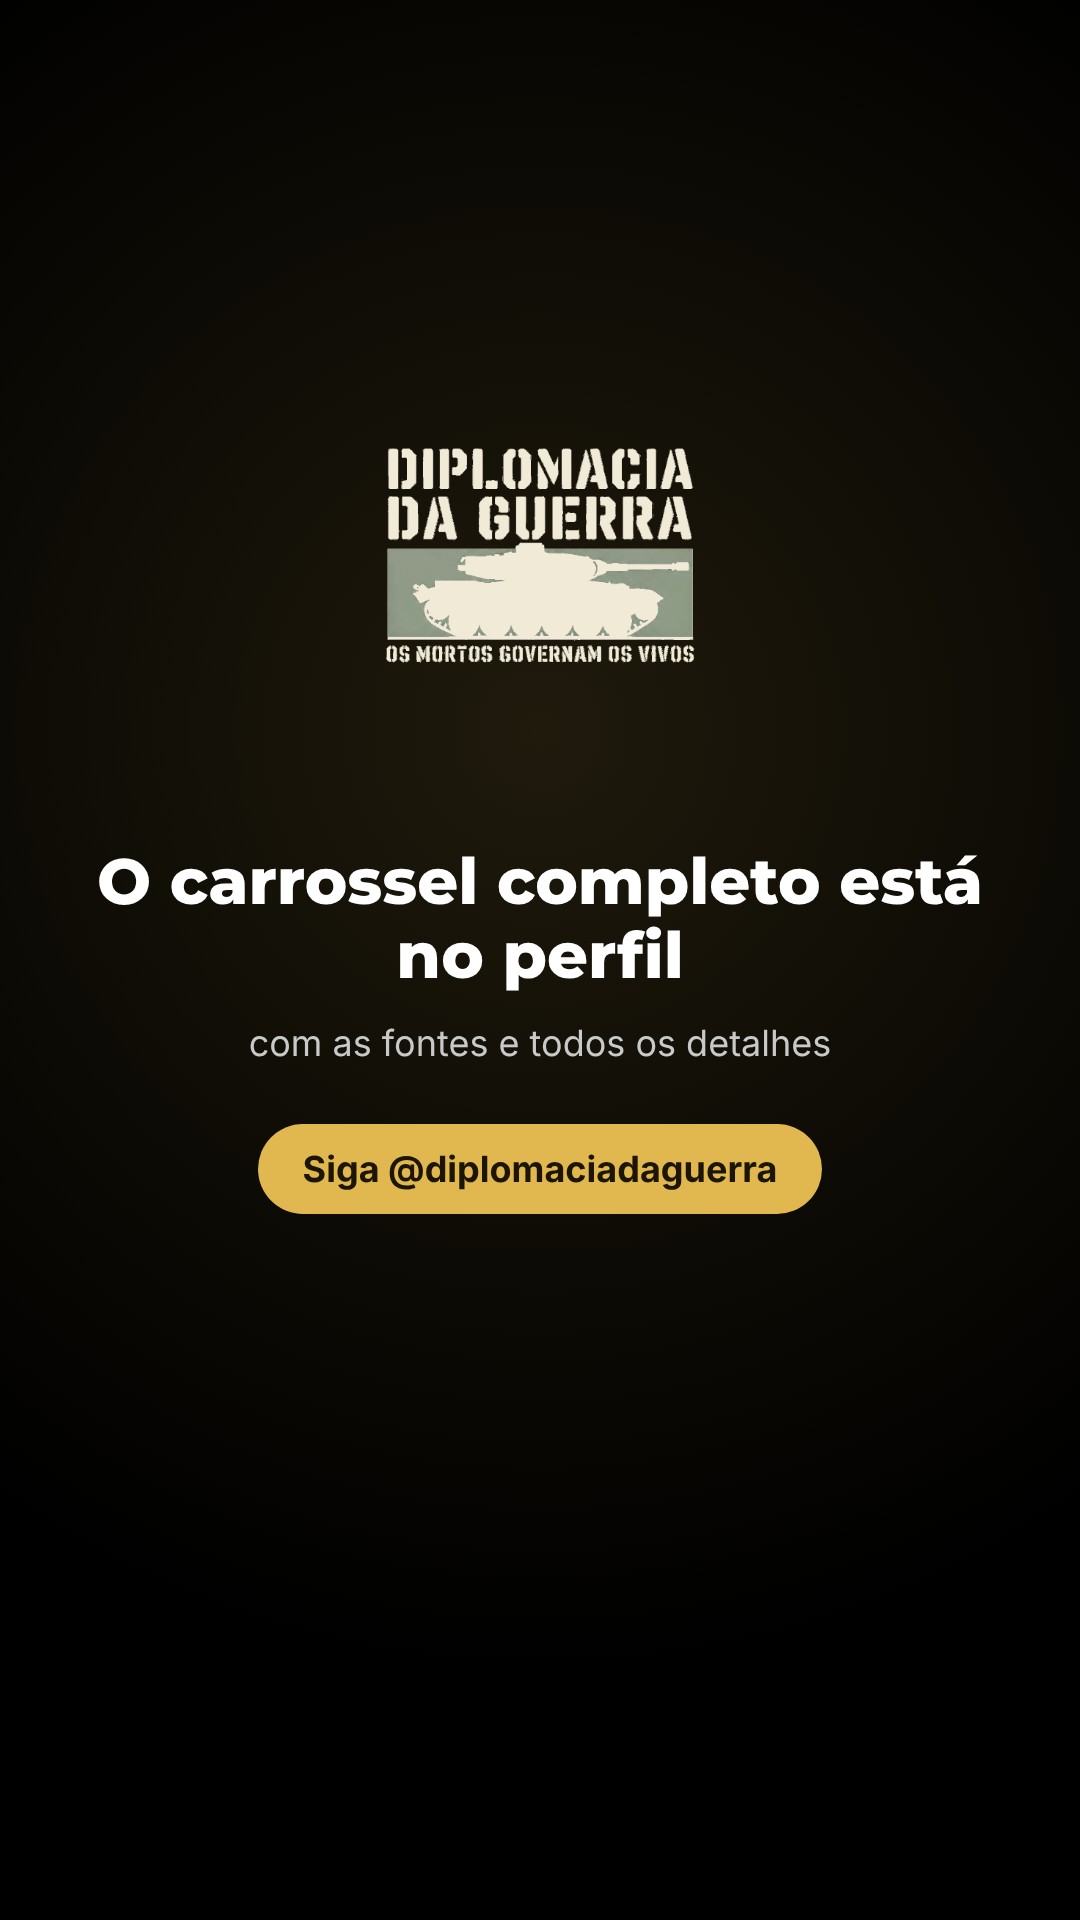 DIPLOMACIA
DA GUERRA
OS MORTOS GOVERNAM OS VIVOS
O carrossel completo está
no perfil
com as fontes e todos os detalhes
Siga @diplomaciadaguerra